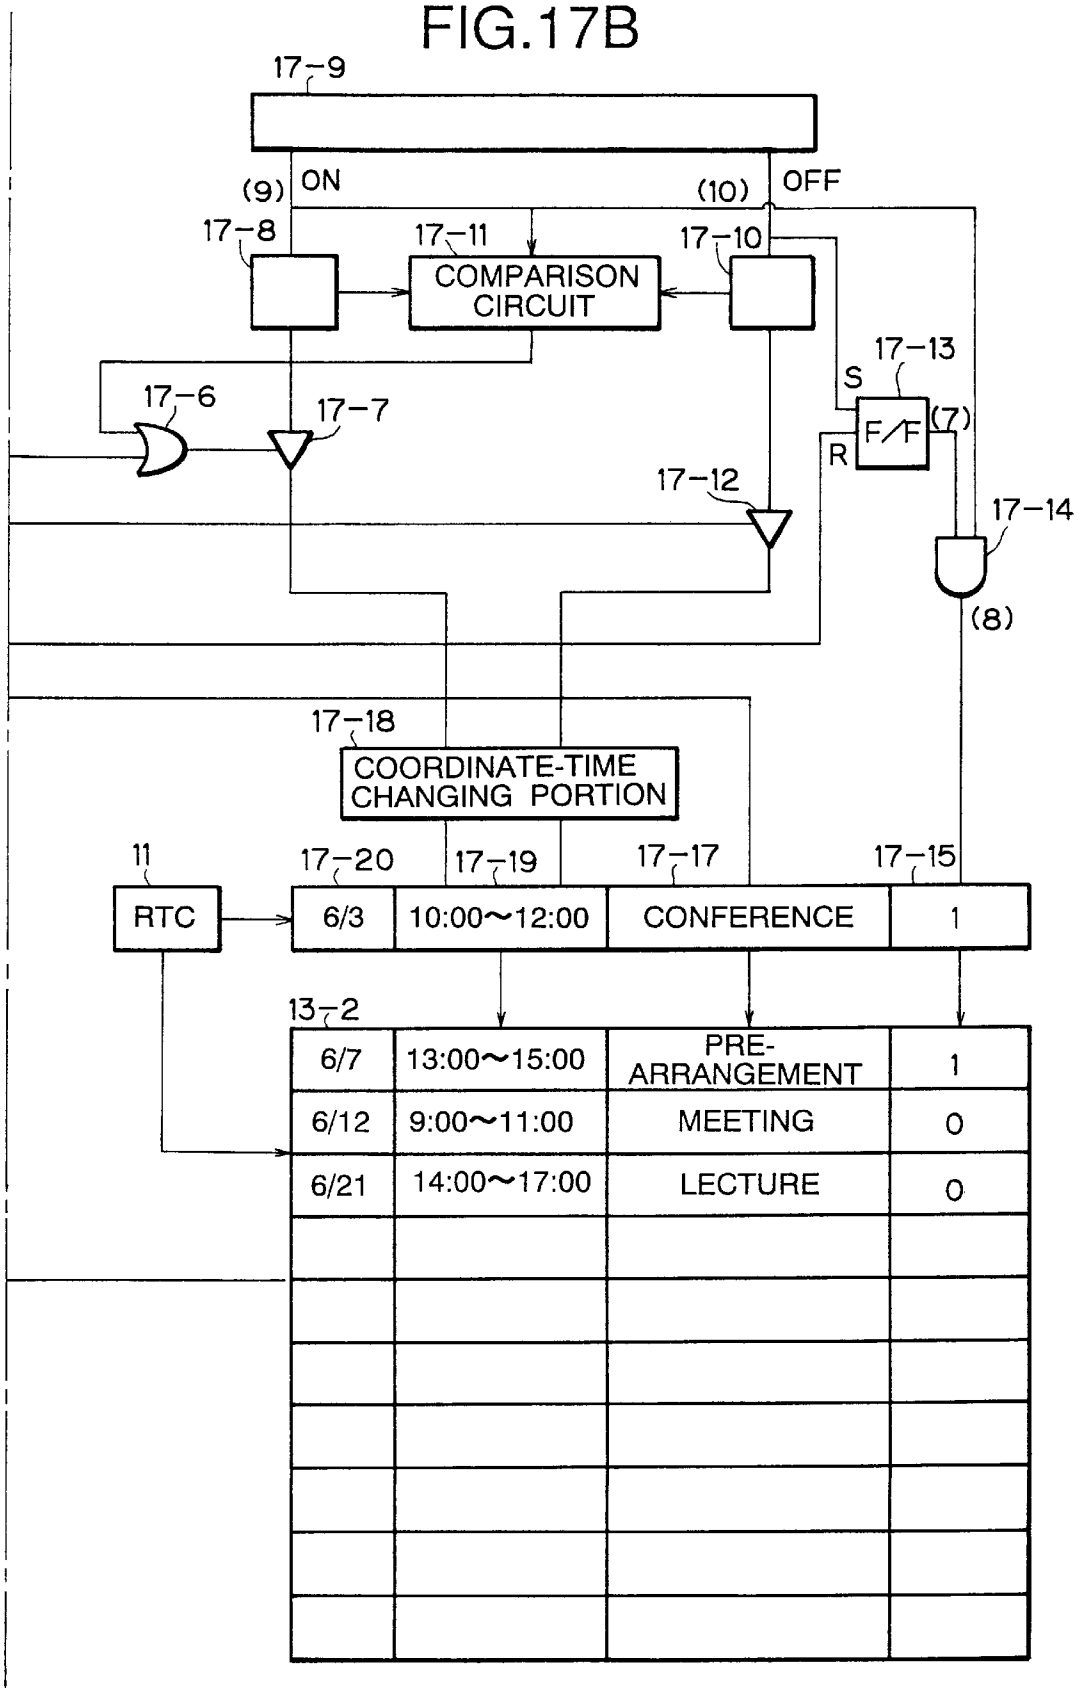 FIG.17B
17-9
(9)
ON
(10)
OFF
17-8
17-11
17-10
COMPARISON
CIRCUIT
17-13
S
17-6
17-7
F/F
(7)
R
17-12
17-14
(8)
17-18
COORDINATE-TIME
CHANGING PORTION
11
17-20
17-19
17-17
17-15
RTC
6/3
10:00～12:00
CONFERENCE
1
13-2
6/7
13:00～15:00
PRE-
ARRANGEMENT
1
6/12
9:00～11:00
MEETING
0
6/21
14:00～17:00
LECTURE
0